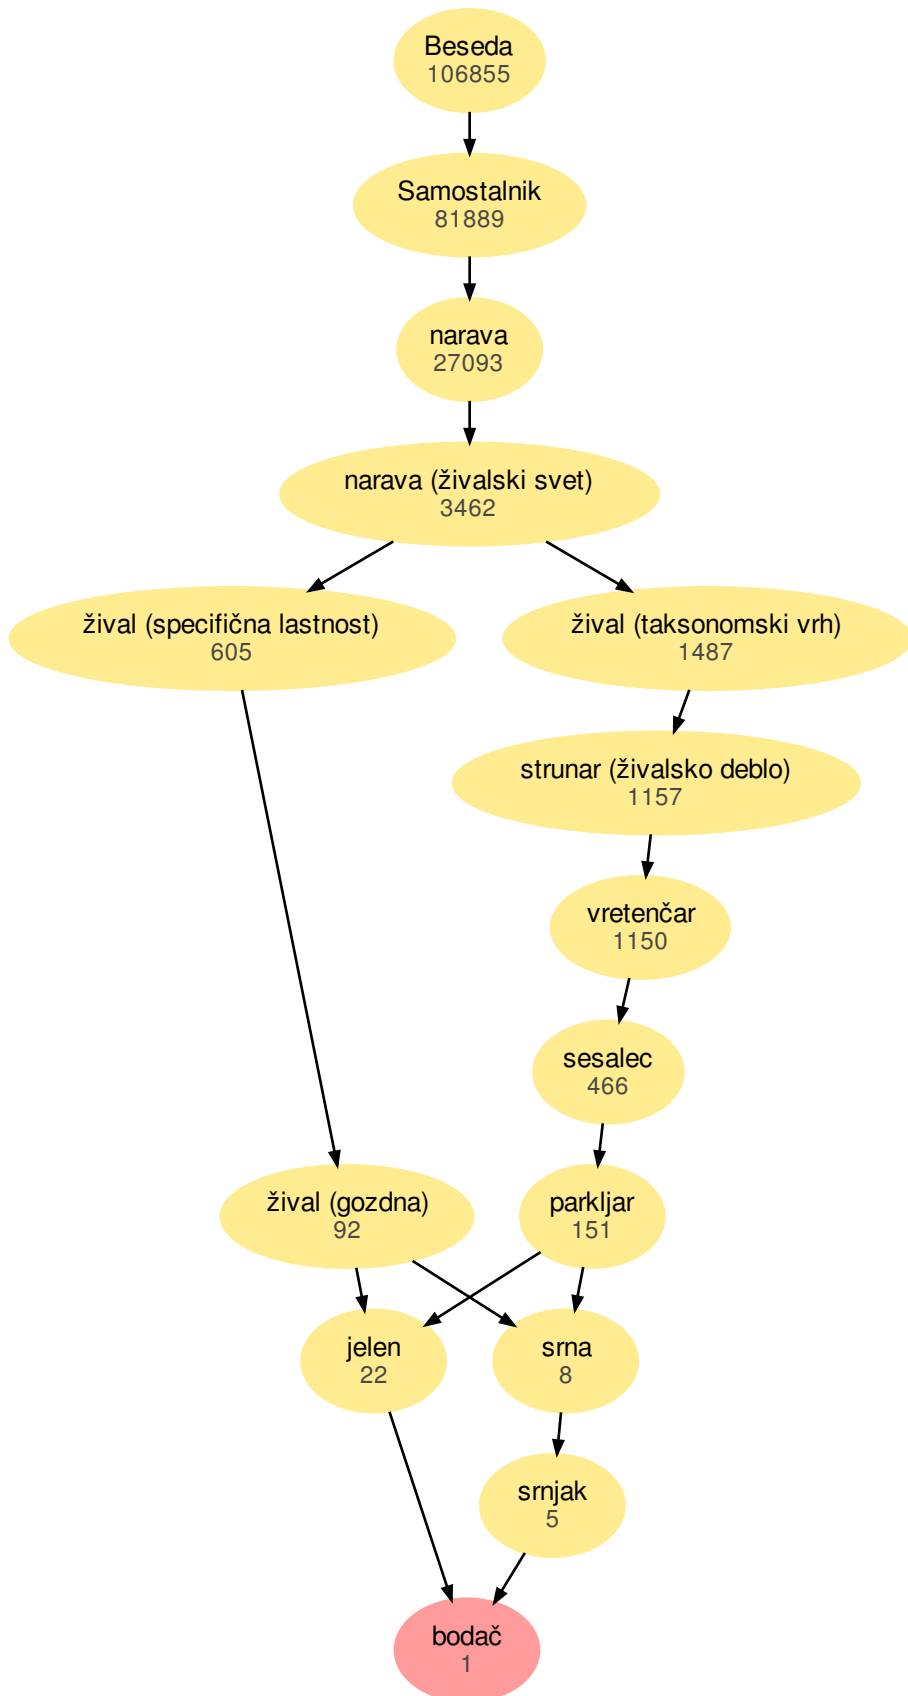 Beseda
106855
Samostalnik
81889
narava
27093
narava (živalski svet)
3462
žival (specifična lastnost)
605
žival (taksonomski vrh)
1487
strunar (živalsko deblo)
1157
vretenčar
1150
sesalec
466
žival (gozdna)
92
parkljar
151
jelen
22
srna
8
srnjak
5
bodač
1